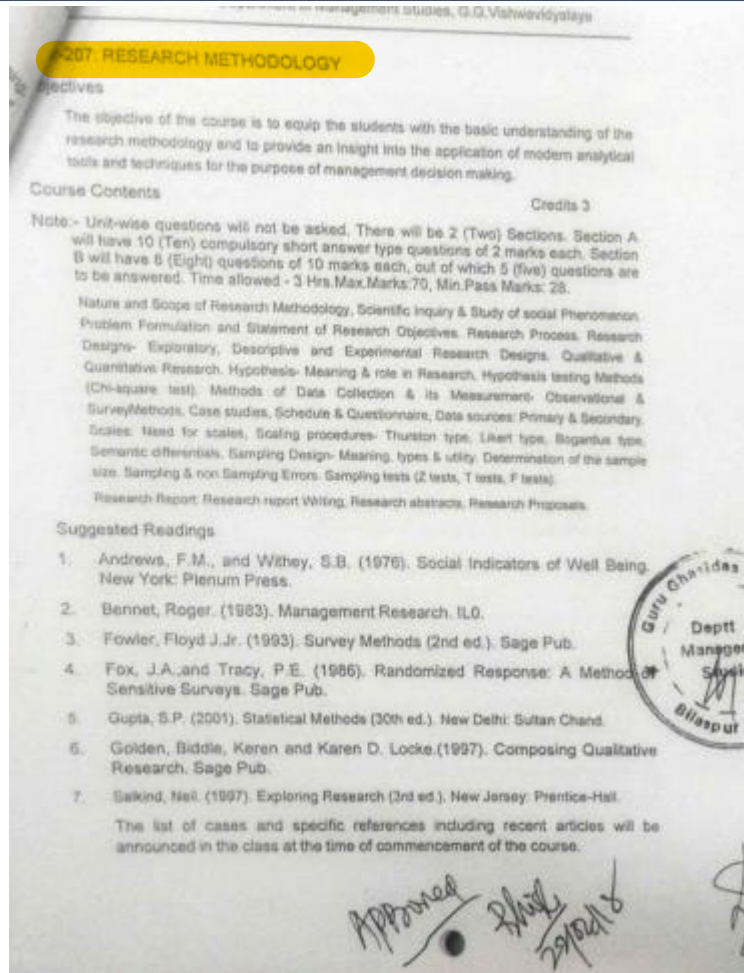 Management Studies, G.G.Vishwavidyalaya
-207: RESEARCH METHODOLOGY
bjectives
The objective of the course is to equip the students with the basic understanding of the
research methodology and to provide an insight into the application of modern analytical
tools and techniques for the purpose of management decision making.
Course Contents
Credits 3
Note:- Unit-wise questions will not be asked. There will be 2 (Two) Sections. Section A
will have 10 (Ten) compulsory short answer type questions of 2 marks each. Section
B will have 8 (Eight) questions of 10 marks each, out of which 5 (five) questions are
to be answered. Time allowed - 3 Hrs.Max.Marks:70, Min.Pass Marks: 28.
Nature and Scope of Research Methodology, Scientific Inquiry & Study of social Phenomenon
Problem Formulation and Statement of Research Objectives. Research Process. Research
Designs- Exploratory, Descriptive and Experimental Research Designs. Qualitative &
Quantitative Research. Hypothesis- Meaning & role in Research, Hypothesis testing Methods
(Chi-square test). Methods of Data Collection & its Measurement- Observational &
SurveyMethods, Case studies, Schedule & Questionnaire, Data sources: Primary & Secondary.
Scales: Need for scales, Scaling procedures- Thurston type, Likert type, Bogardus type,
Semantic differentials. Sampling Design- Meaning, types & utility. Determination of the sample
size. Sampling & non Sampling Errors. Sampling tests (Z tests, T tests, F tests).
Research Report: Research report Writing, Research abstracts, Research Proposals.
Suggested Readings
1. Andrews, F.M., and Withey, S.B. (1976). Social Indicators of Well Being.
New York: Plenum Press.
2. Bennet, Roger. (1983). Management Research. ILO.
3. Fowler, Floyd J.Jr. (1993). Survey Methods (2nd ed.). Sage Pub.
4. Fox, J.A.,and Tracy, P.E. (1986). Randomized Response: A Method of
Sensitive Surveys. Sage Pub.
5. Gupta, S.P. (2001). Statistical Methods (30th ed.). New Delhi: Sultan Chand.
6. Golden, Biddle, Keren and Karen D. Locke.(1997). Composing Qualitative
Research. Sage Pub.
7. Salkind, Neil. (1997). Exploring Research (3rd ed.). New Jersey: Prentice-Hall.
The list of cases and specific references including recent articles will be
announced in the class at the time of commencement of the course.
Guru Ghasidas
Deptt
Manage
Bilaspur
Approved